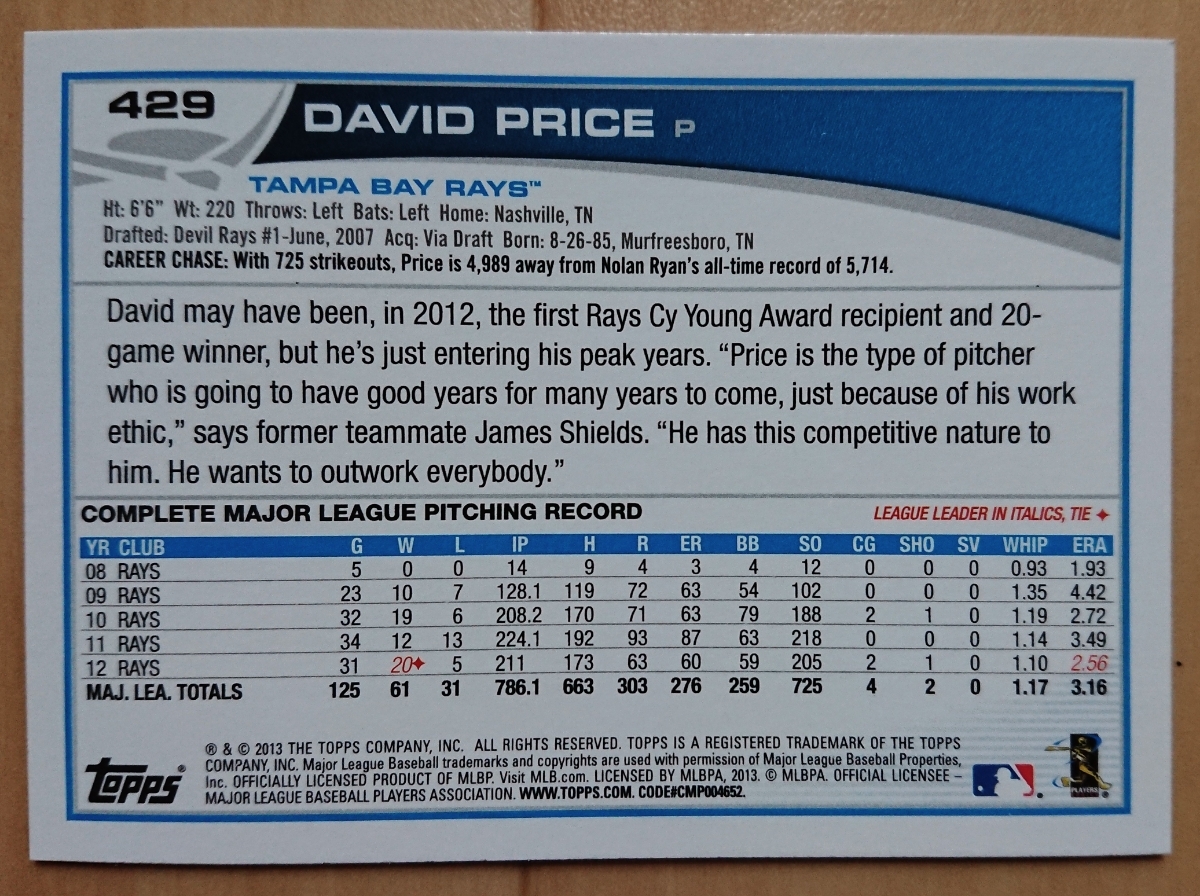 429 DAVID PRICE P
TAMPA BAY RAYS™
Ht: 6'6" Wt: 220 Throws: Left Bats: Left Home: Nashville, TN
Drafted: Devil Rays #1-June, 2007 Acq: Via Draft Born: 8-26-85, Murfreesboro, TN
CAREER CHASE: With 725 strikeouts, Price is 4,989 away from Nolan Ryan's all-time record of 5,714.
David may have been, in 2012, the first Rays Cy Young Award recipient and 20-
game winner, but he's just entering his peak years. “Price is the type of pitcher
who is going to have good years for many years to come, just because of his work
ethic,” says former teammate James Shields. “He has this competitive nature to
him. He wants to outwork everybody.”
COMPLETE MAJOR LEAGUE PITCHING RECORD LEAGUE LEADER IN ITALICS, TIE ✦
YR CLUB G W L IP H R ER BB SO CG SHO SV WHIP ERA
08 RAYS 5 0 0 14 9 4 3 4 12 0 0 0 0.93 1.93
09 RAYS 23 10 7 128.1 119 72 63 54 102 0 0 0 1.35 4.42
10 RAYS 32 19 6 208.2 170 71 63 79 188 2 1 0 1.19 2.72
11 RAYS 34 12 13 224.1 192 93 87 63 218 0 0 0 1.14 3.49
12 RAYS 31 20✦ 5 211 173 63 60 59 205 2 1 0 1.10 2.56
MAJ. LEA. TOTALS 125 61 31 786.1 663 303 276 259 725 4 2 0 1.17 3.16
® & © 2013 THE TOPPS COMPANY, INC. ALL RIGHTS RESERVED. TOPPS IS A REGISTERED TRADEMARK OF THE TOPPS
COMPANY, INC. Major League Baseball trademarks and copyrights are used with permission of Major League Baseball Properties,
Inc. OFFICIALLY LICENSED PRODUCT OF MLBP. Visit MLB.com. LICENSED BY MLBPA, 2013. © MLBPA. OFFICIAL LICENSEE –
MAJOR LEAGUE BASEBALL PLAYERS ASSOCIATION. WWW.TOPPS.COM. CODE#CMP004652.
Topps®
PLAYERS ®